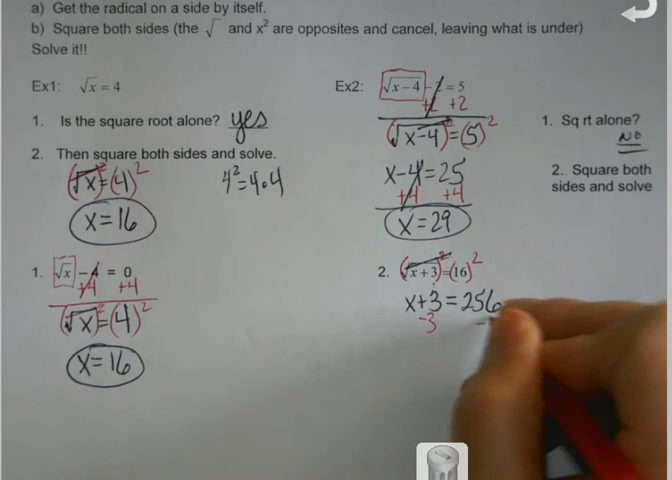 a) Get the radical on a side by itself.
b) Square both sides (the √ and x² are opposites and cancel, leaving what is under)
Solve it!!
Ex1: √x = 4
1. Is the square root alone? yes
2. Then square both sides and solve.
(√x)²=(4)² 4²=4•4
x=16
1. √x - 4 = 0
+4 +4
(√x)²=(4)²
x=16
Ex2: √x-4 - 2 = 5
+2 +2
(√x-4)²=(5)²
x-4=25
+4 +4
x=29
1. Sq rt alone?
NO
2. Square both
sides and solve
2. (√x+3)²=(16)²
x+3=256
-3